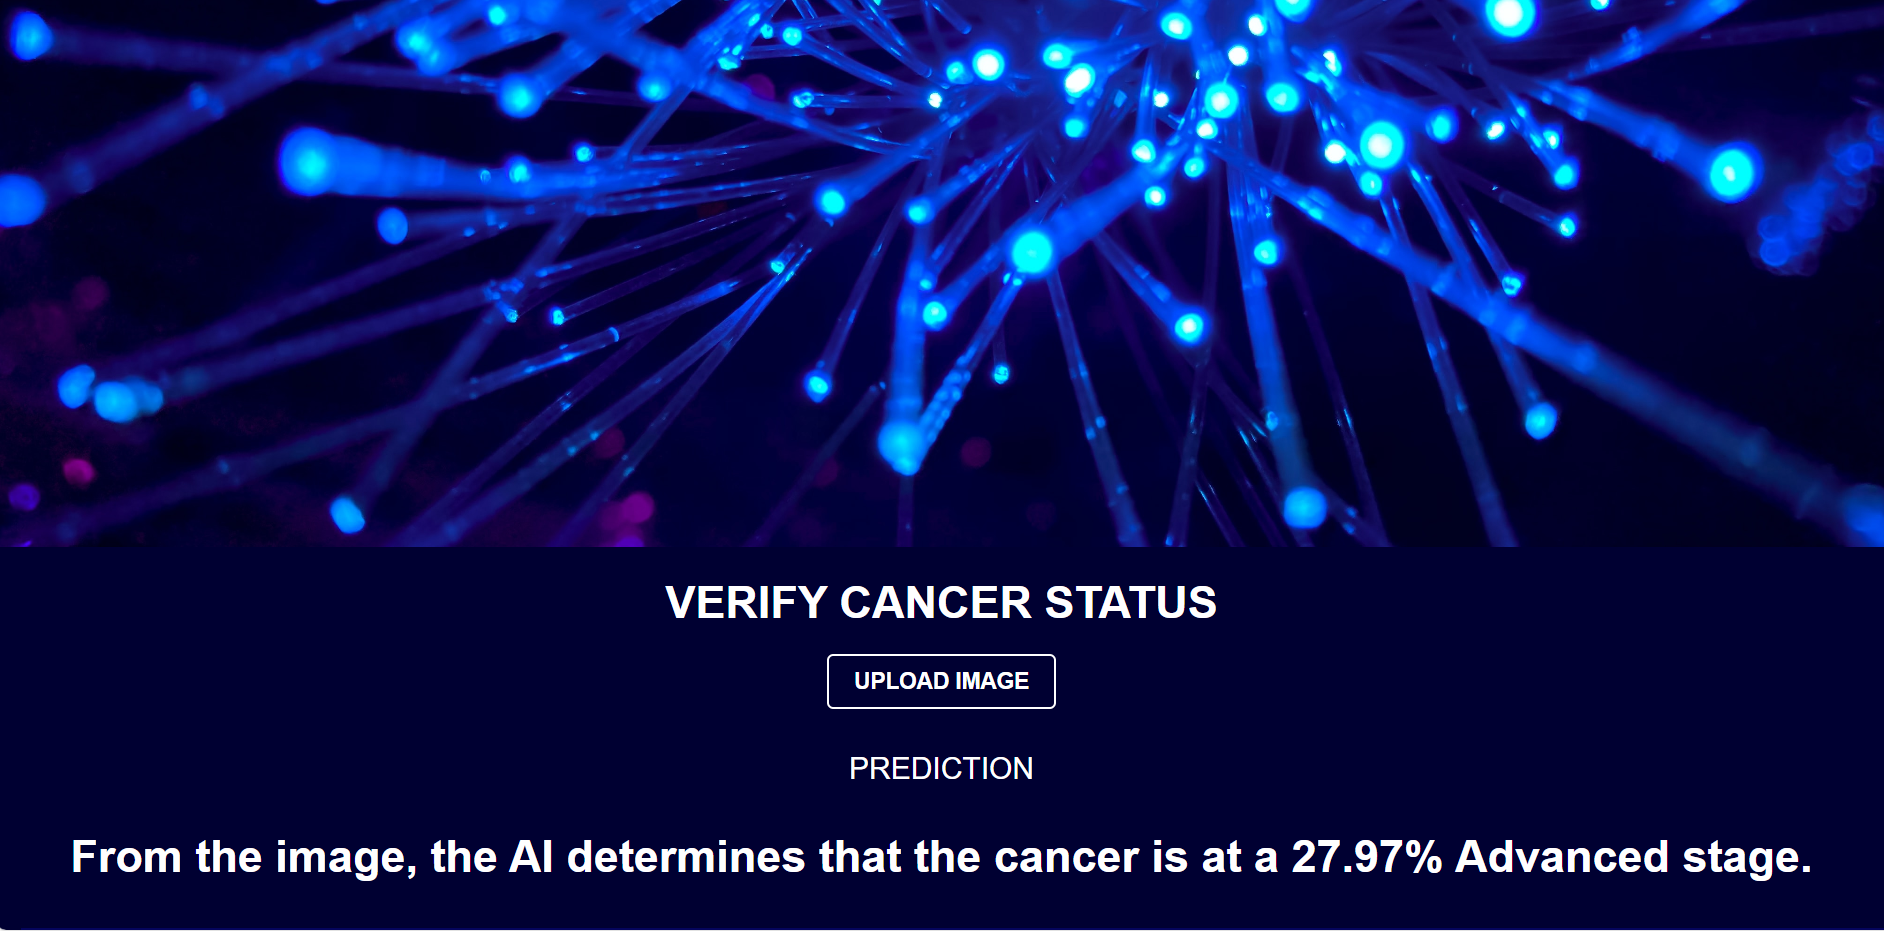 VERIFY CANCER STATUS
UPLOAD IMAGE
PREDICTION
From the image, the AI determines that the cancer is at a 27.97% Advanced stage.